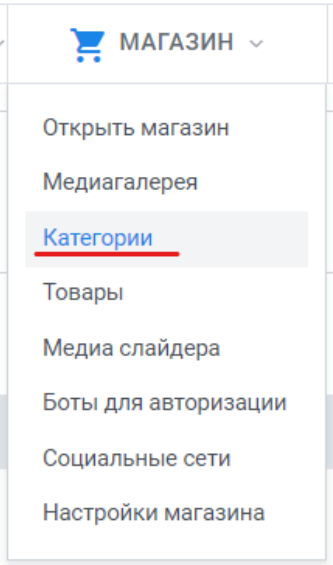 МАГАЗИН
Открыть магазин
Медиагалерея
Категории
Товары
Медиа слайдера
Боты для авторизации
Социальные сети
Настройки магазина